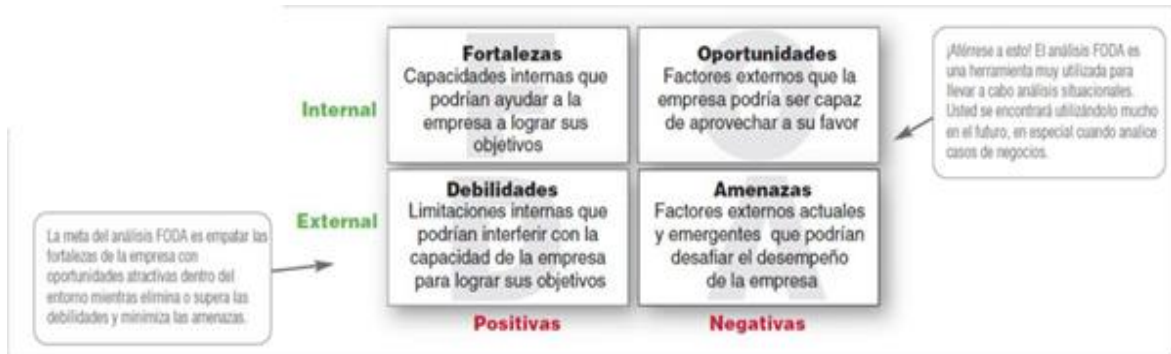 Fortalezas
Capacidades internas que
podrían ayudar a la
empresa a lograr sus
objetivos
Oportunidades
Factores externos que la
empresa podría ser capaz
de aprovechar a su favor
Internal
¡Aférrese a esto! El análisis FODA es
una herramienta muy utilizada para
llevar a cabo análisis situacionales.
Usted se encontrará utilizándolo mucho
en el futuro, en especial cuando analice
casos de negocios.
Debilidades
Limitaciones internas que
podrían interferir con la
capacidad de la empresa
para lograr sus objetivos
Amenazas
Factores externos actuales
y emergentes que podrían
desafiar el desempeño
de la empresa
External
La meta del análisis FODA es empatar las
fortalezas de la empresa con
oportunidades atractivas dentro del
entorno mientras elimina o supera las
debilidades y minimiza las amenazas.
Positivas
Negativas
F
O
D
A